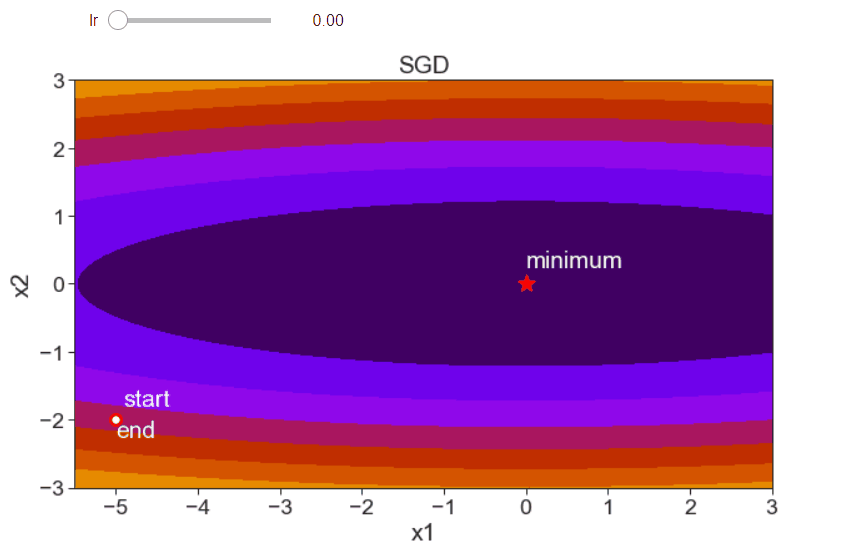 lr 0.00
SGD
3
2
1
0
−1
−2
−3
x2
minimum
start
end
−5 −4 −3 −2 −1 0 1 2 3
x1